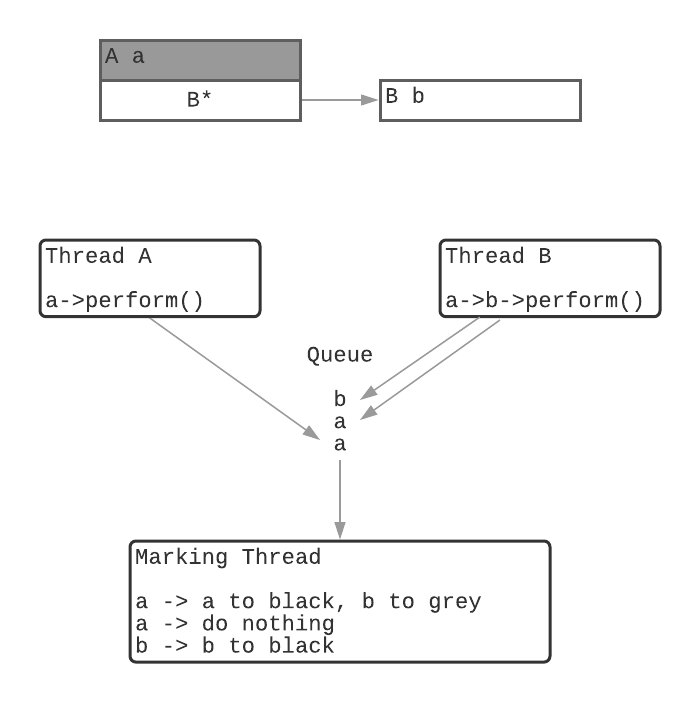 A a
B*
B b
Thread A
a->perform()
Thread B
a->b->perform()
Queue
b
a
a
Marking Thread
a -> a to black, b to grey
a -> do nothing
b -> b to black